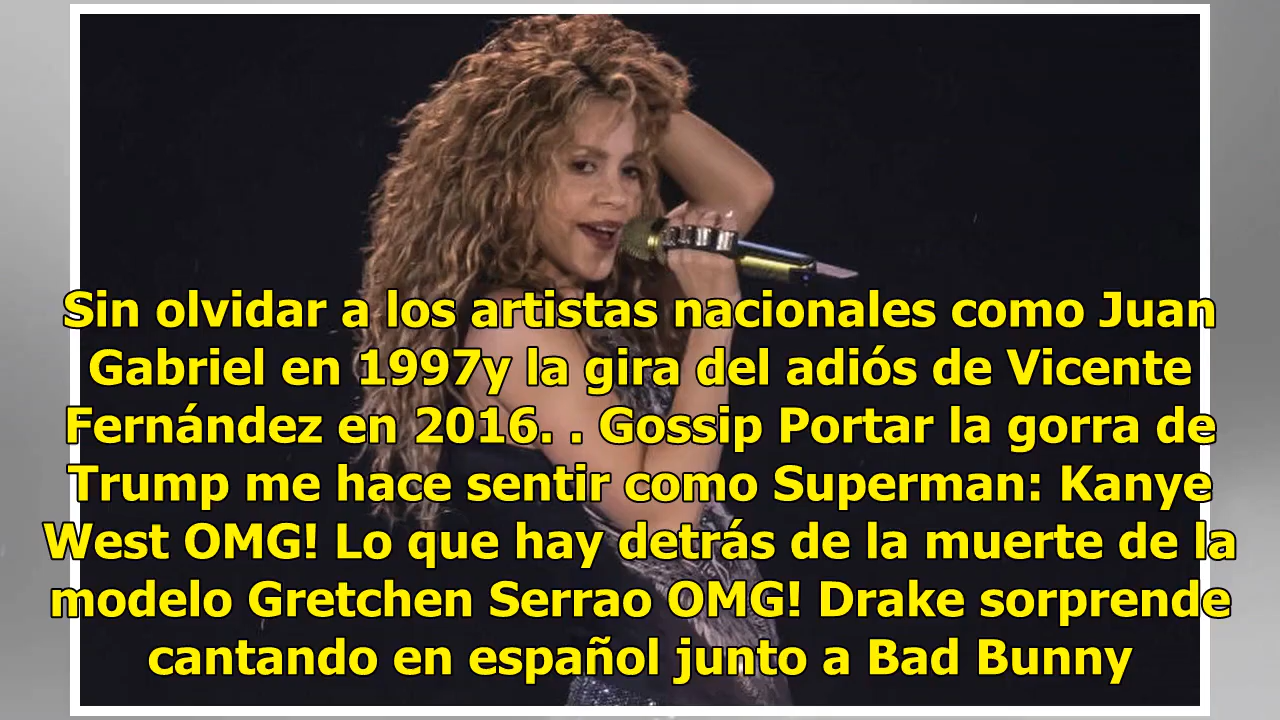 Sin olvidar a los artistas nacionales como Juan
Gabriel en 1997y la gira del adiós de Vicente
Fernández en 2016. . Gossip Portar la gorra de
Trump me hace sentir como Superman: Kanye
West OMG! Lo que hay detrás de la muerte de la
modelo Gretchen Serrao OMG! Drake sorprende
cantando en español junto a Bad Bunny